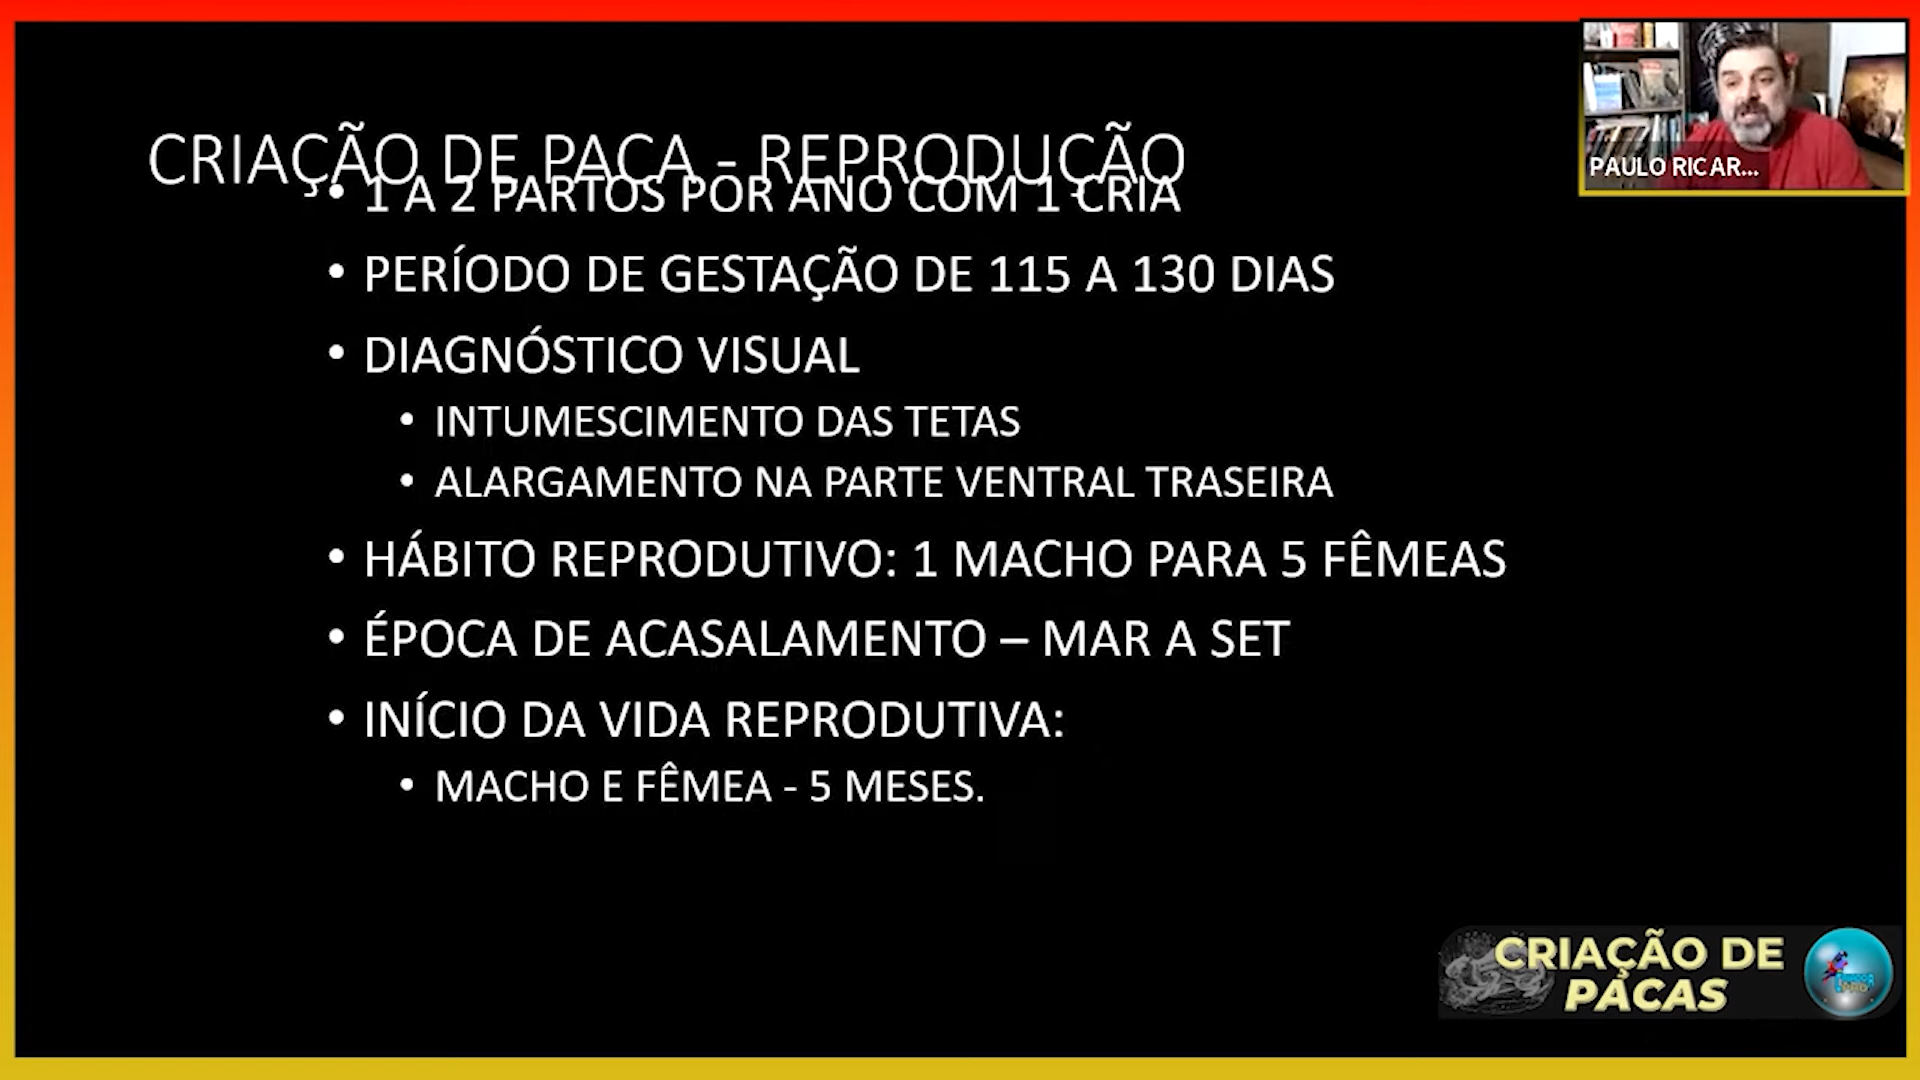 CRIAÇÃO DE PACA - REPRODUÇÃO
• 1 A 2 PARTOS POR ANO COM 1 CRIA
• PERÍODO DE GESTAÇÃO DE 115 A 130 DIAS
• DIAGNÓSTICO VISUAL
• INTUMESCIMENTO DAS TETAS
• ALARGAMENTO NA PARTE VENTRAL TRASEIRA
• HÁBITO REPRODUTIVO: 1 MACHO PARA 5 FÊMEAS
• ÉPOCA DE ACASALAMENTO – MAR A SET
• INÍCIO DA VIDA REPRODUTIVA:
• MACHO E FÊMEA - 5 MESES.
PAULO RICAR...
CRIAÇÃO DE
PACAS